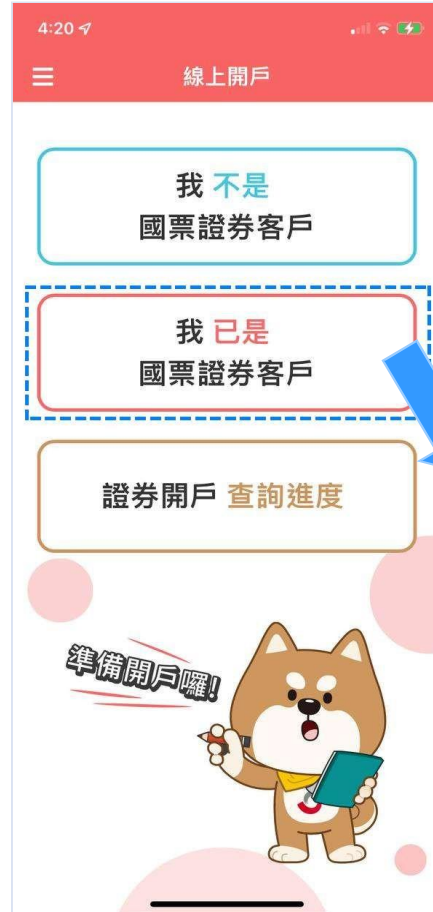 4:20
線上開戶
我 不是
國票證券客戶
我 已是
國票證券客戶
證券開戶 查詢進度
準備開戶囉!